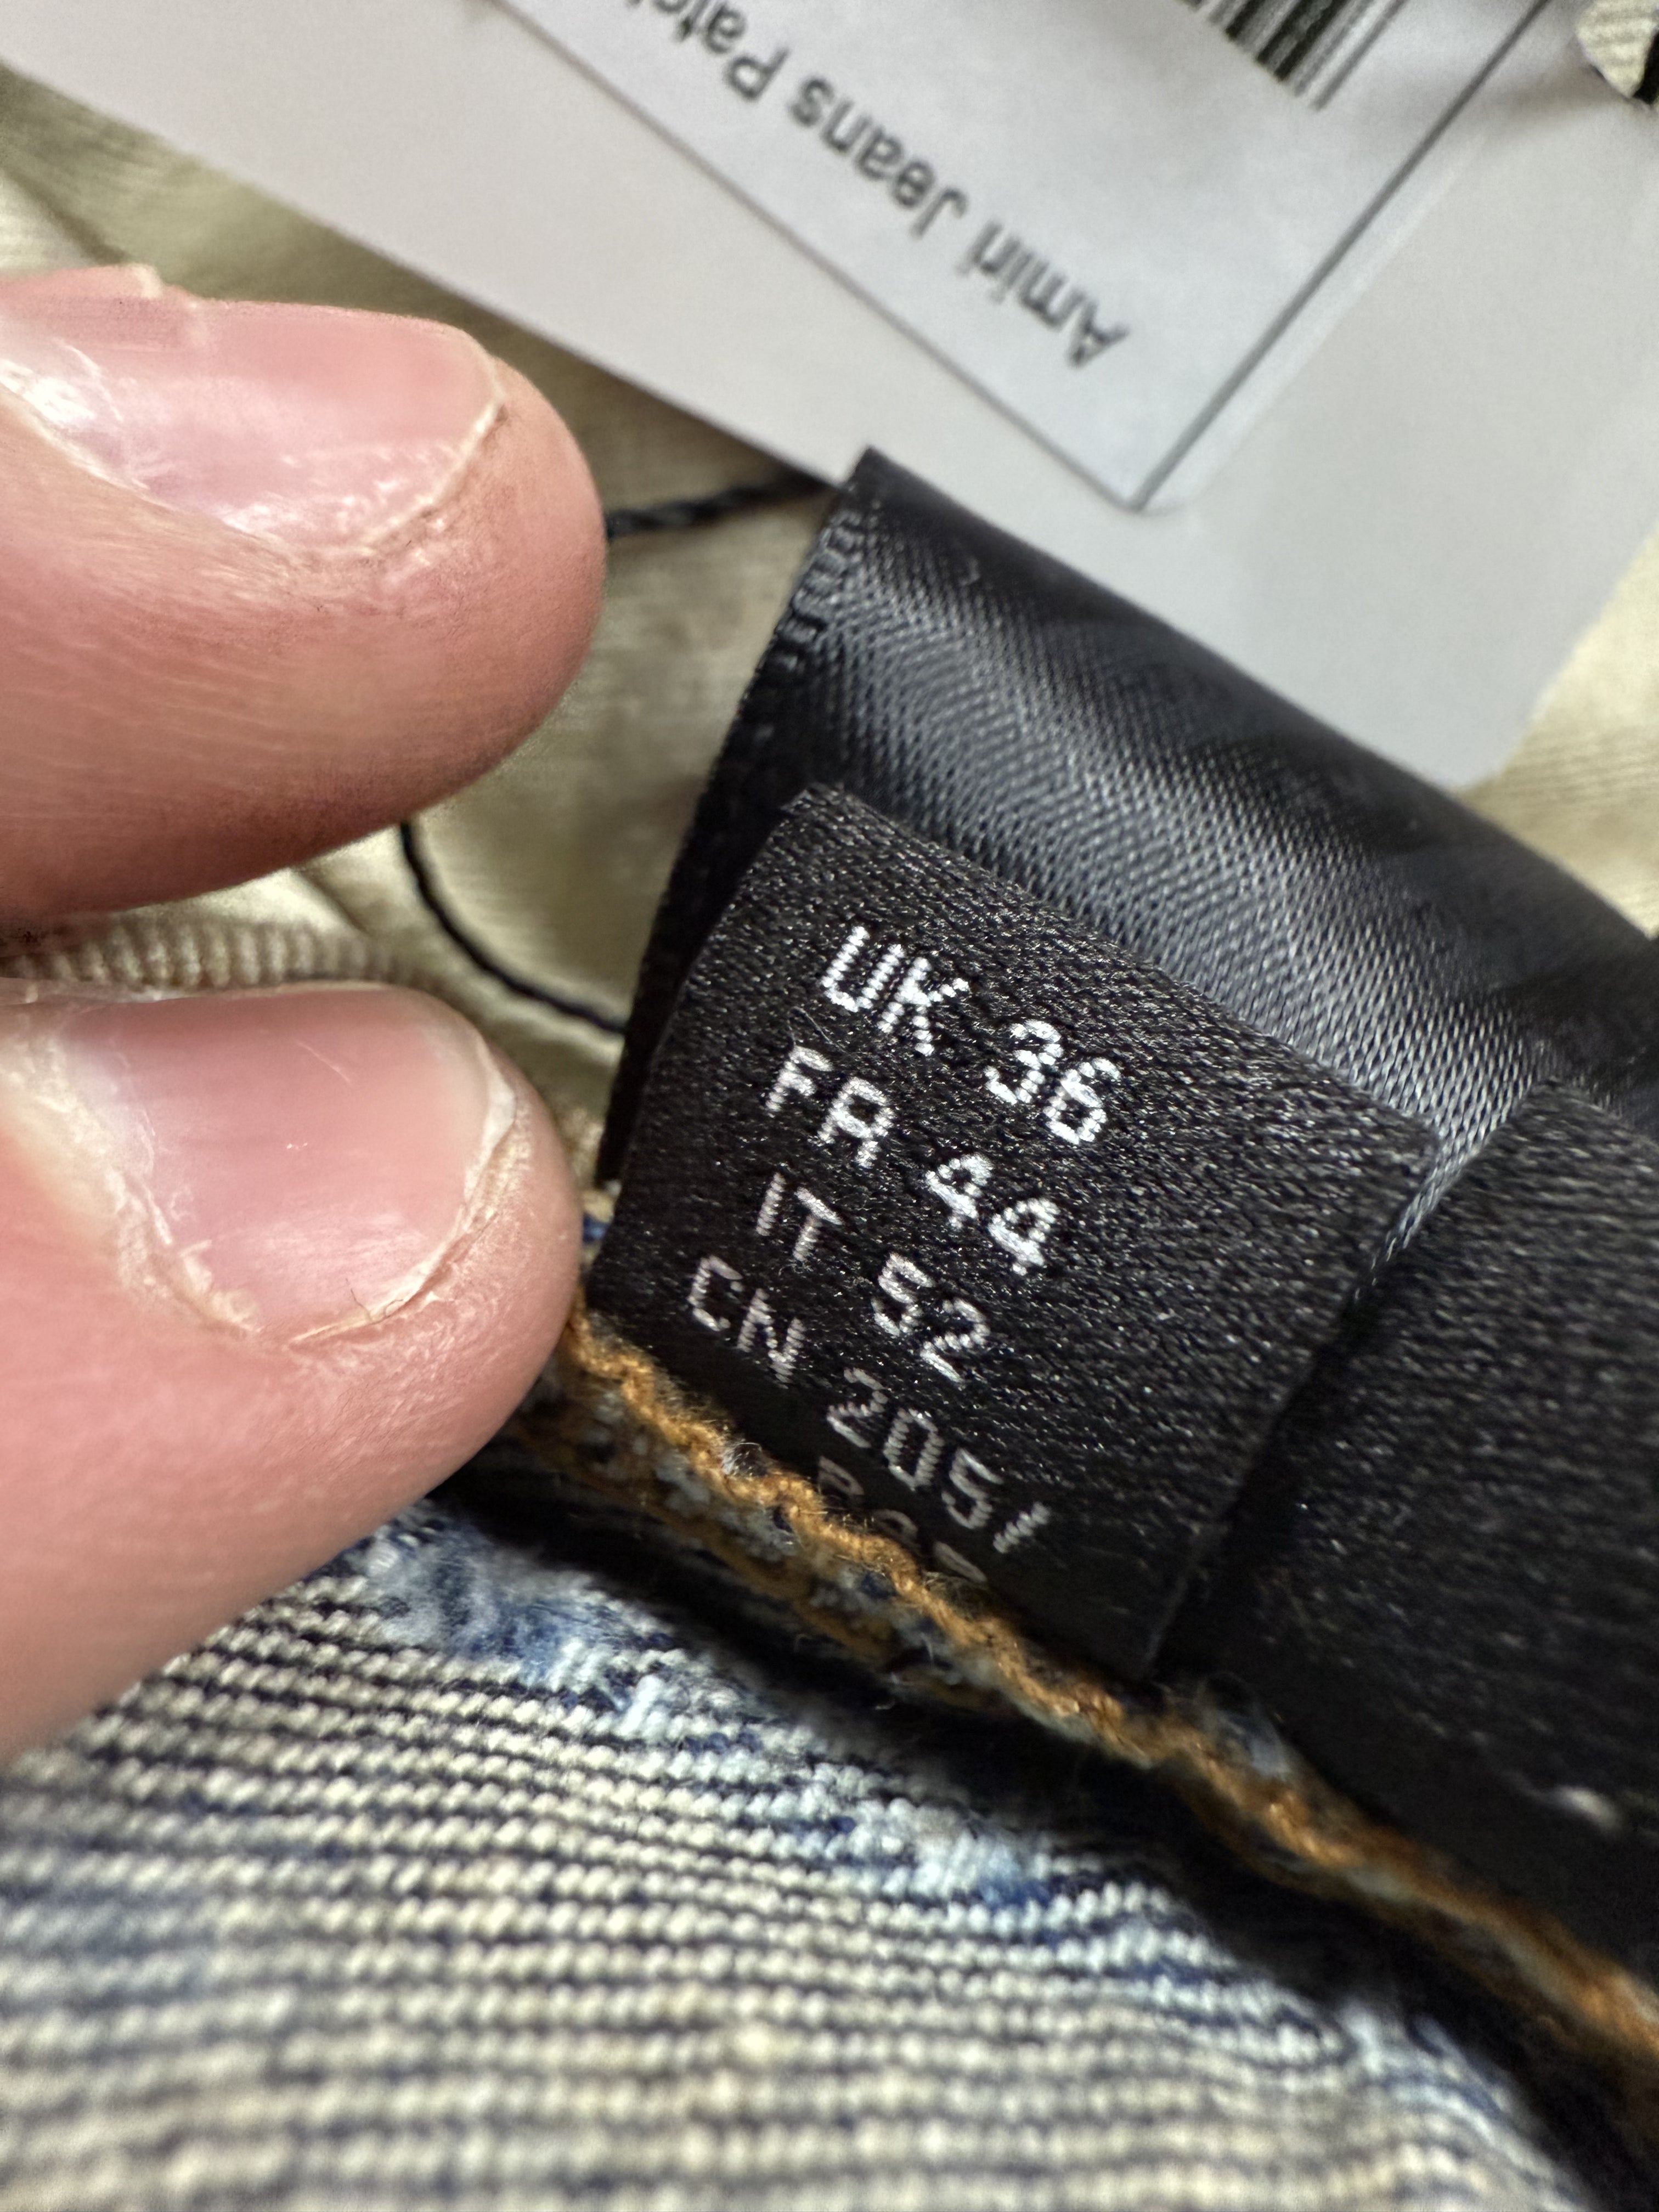 Amiri Jeans
UK 36
FR 44
IT 52
CN 205/